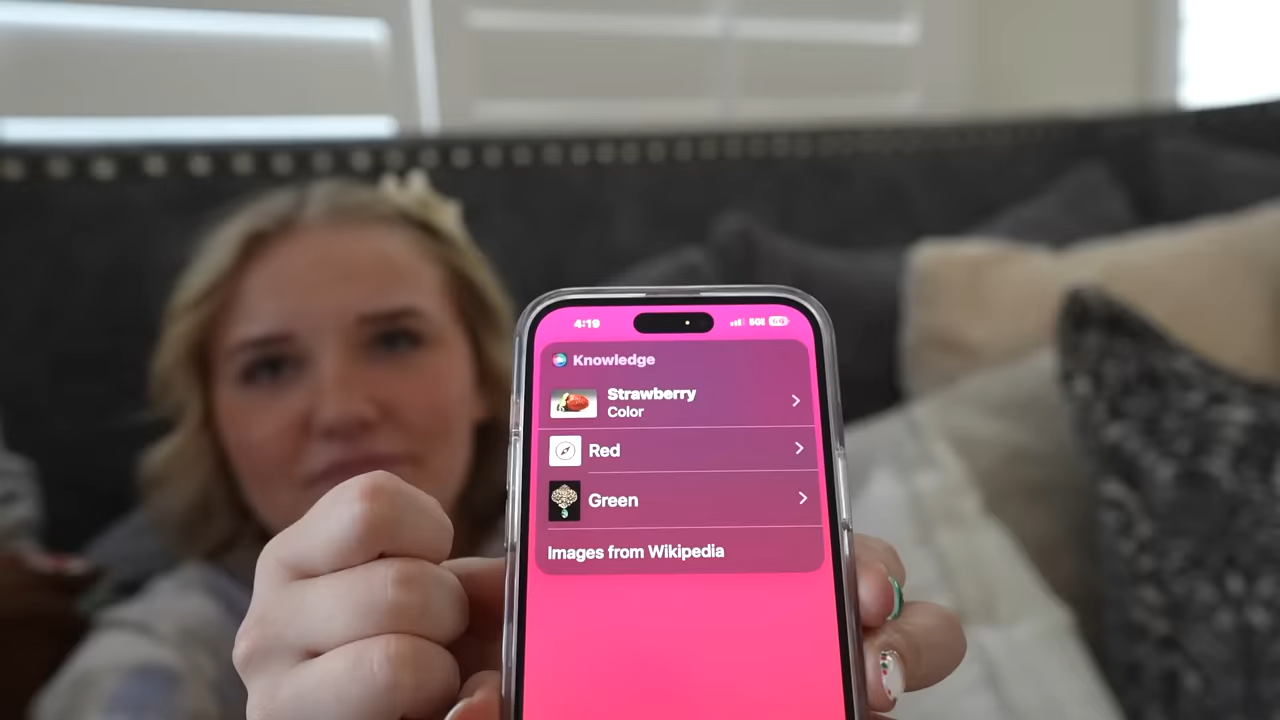 4:19
Knowledge
Strawberry
Color
Red
Green
Images from Wikipedia